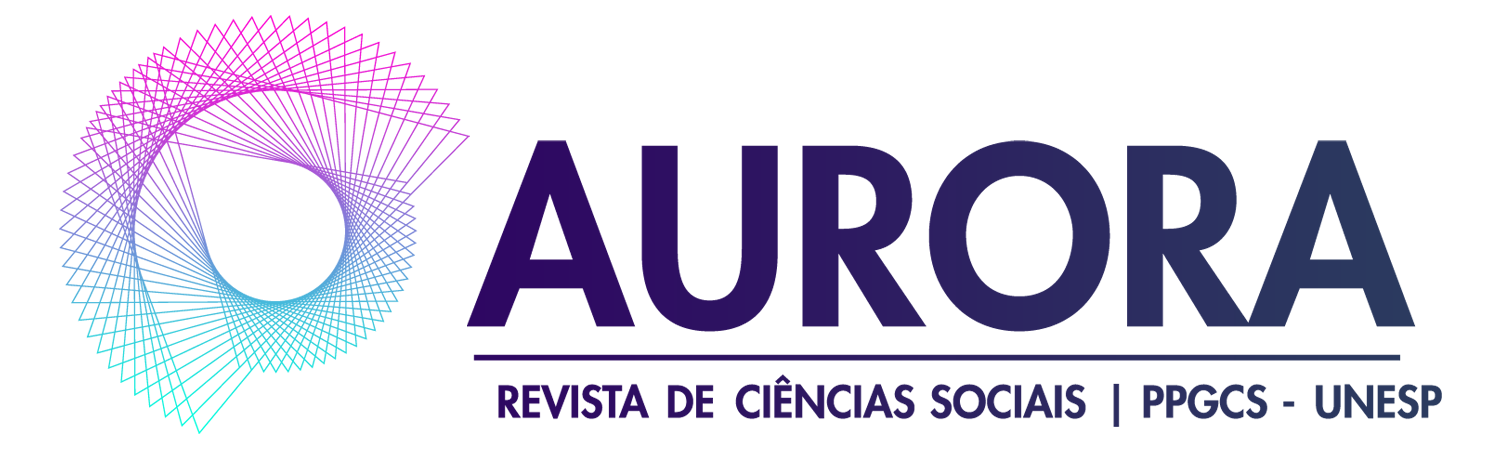 AURORA
REVISTA DE CIÊNCIAS SOCIAIS | PPGCS - UNESP